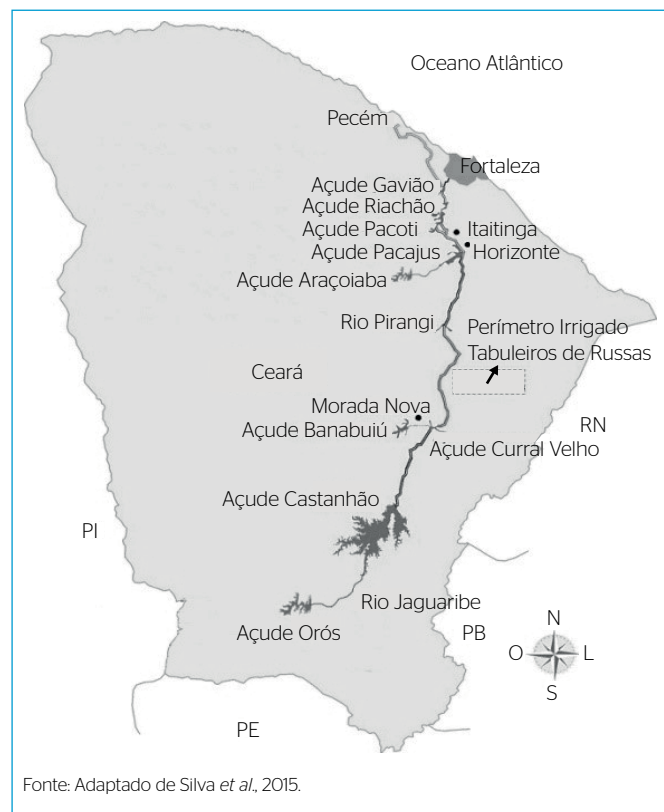 Oceano Atlântico
Pecém
Fortaleza
Açude Gavião
Açude Riachão
Açude Pacoti
Itaitinga
Açude Pacajus
Horizonte
Açude Araçoiaba
Rio Pirangi
Perímetro Irrigado
Tabuleiros de Russas
Ceará
Morada Nova
RN
Açude Banabuiú
Açude Curral Velho
Açude Castanhão
PI
Rio Jaguaribe
Açude Orós
PB
N
O
L
S
PE
Fonte: Adaptado de Silva et al., 2015.